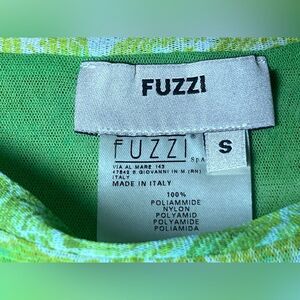 FUZZI
FUZZI SpA
S
VIA AL MARE 143
47842 S. GIOVANNI IN M. (RN)
ITALY
MADE IN ITALY
100%
POLIAMMIDE
NYLON
POLYAMID
POLYAMIDE
POLIAMIDA